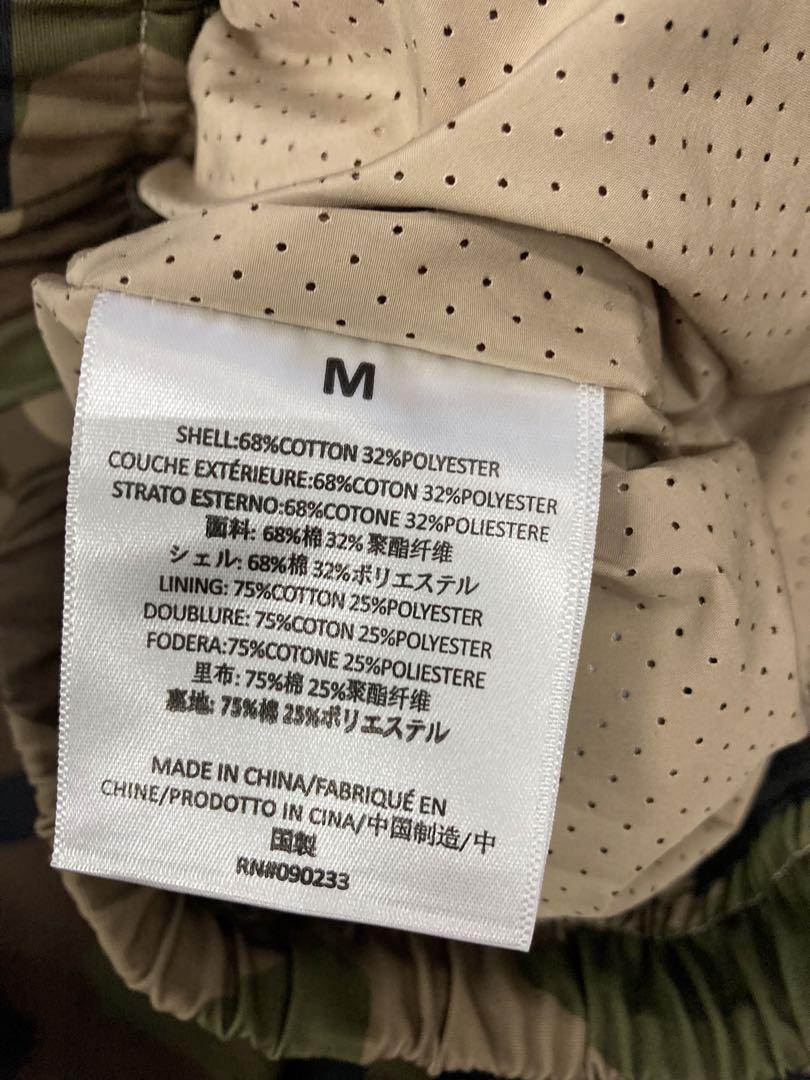 M
SHELL:68%COTTON 32%POLYESTER
COUCHE EXTÉRIEURE:68%COTON 32%POLYESTER
STRATO ESTERNO:68%COTONE 32%POLIESTERE
面料: 68%棉32%聚酯纤维
シェル: 68%棉 32%ポリエステル
LINING: 75%COTTON 25%POLYESTER
DOUBLURE: 75%COTON 25%POLYESTER
FODERA:75%COTONE 25%POLIESTERE
里布: 75%棉 25%聚酯纤维
裏地: 75%棉 25%ポリエステル
MADE IN CHINA/FABRIQUÉ EN
CHINE/PRODOTTO IN CINA/中国制造/中
国製
RN#090233